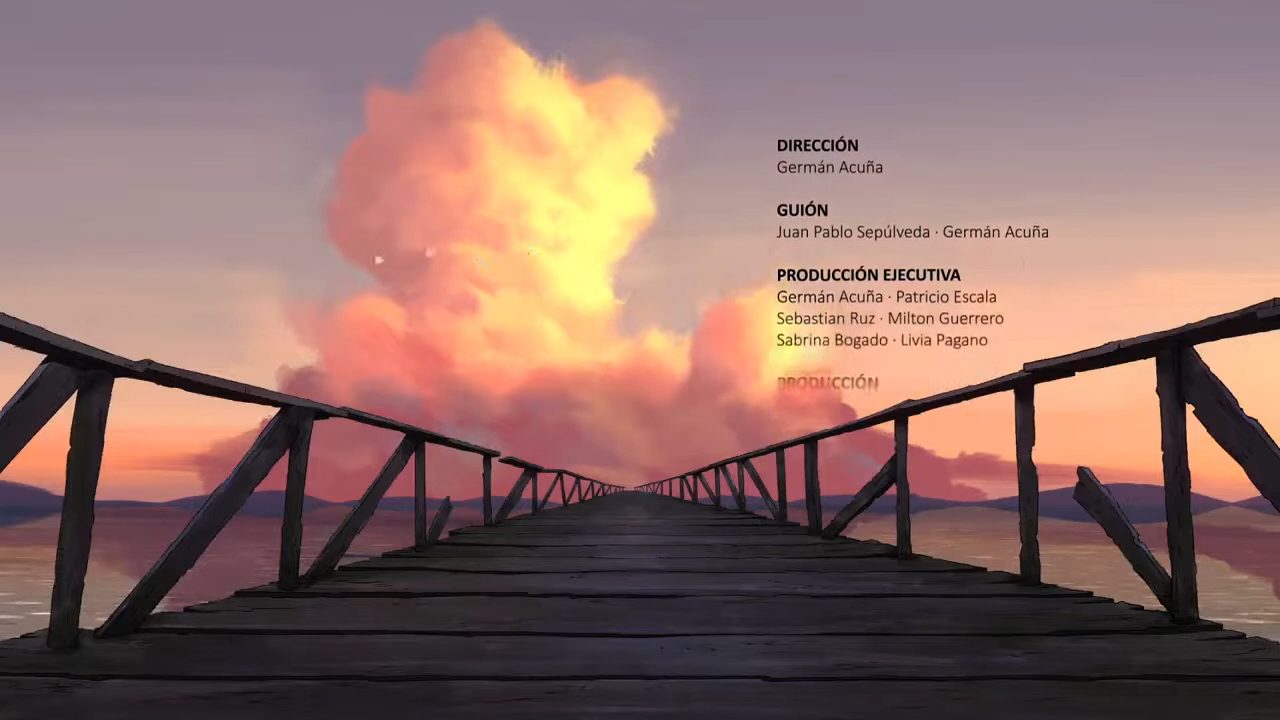 DIRECCIÓN
Germán Acuña
GUIÓN
Juan Pablo Sepúlveda · Germán Acuña
PRODUCCIÓN EJECUTIVA
Germán Acuña · Patricio Escala
Sebastian Ruz · Milton Guerrero
Sabrina Bogado · Livia Pagano
PRODUCCIÓN